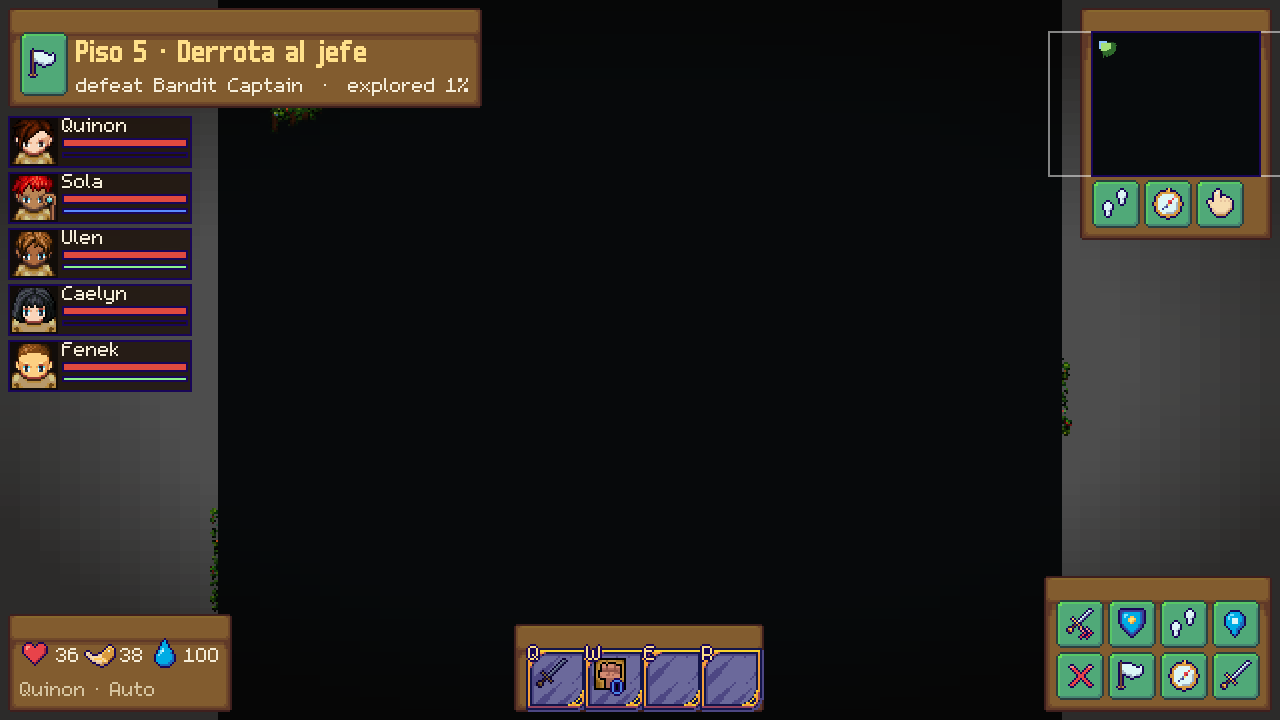 Piso 5 · Derrota al jefe
defeat Bandit Captain · explored 1%
Quinon
Sola
Ulen
Caelyn
Fenek
36 38 100
Quinon · Auto
Q W E R